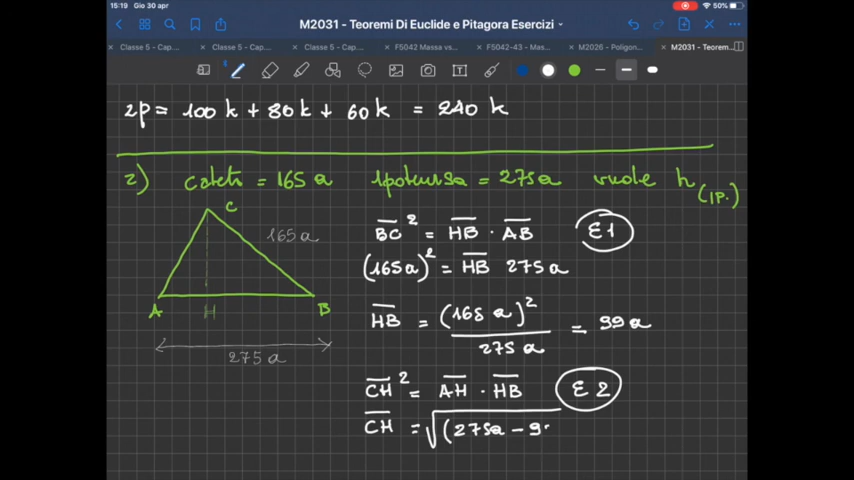 15:19 Gio 30 apr
50%
M2031 - Teoremi Di Euclide e Pitagora Esercizi
Classe 5 - Cap....
Classe 5 - Cap....
Classe 5 - Cap....
F5042 Massa vs...
F5042-43 - Mas...
M2026 - Poligon...
M2031 - Teorem...
2p = 100 k + 80 k + 60 k = 240 k
2) cateto = 165 a ipotenusa = 275 a vuole h (IP.)
C
165 a
A
H
B
275 a
BC² = HB · AB E1
(165a)² = HB 275a
HB = (165 a)² / 275 a = 99 a
CH² = AH · HB E2
CH = √(275a - 9